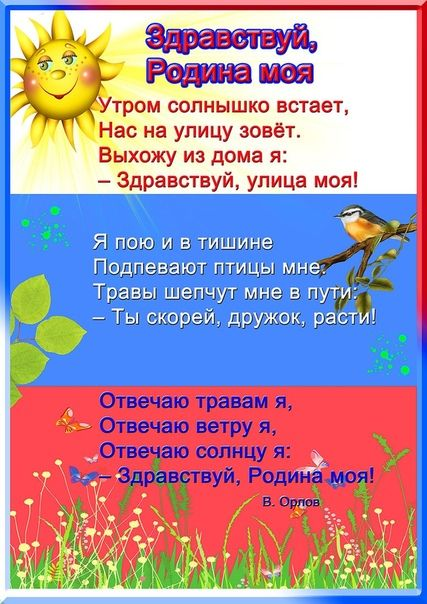 Здравствуй,
Родина моя
Утром солнышко встает,
Нас на улицу зовёт.
Выхожу из дома я:
– Здравствуй, улица моя!
Я пою и в тишине
Подпевают птицы мне.
Травы шепчут мне в пути:
– Ты скорей, дружок, расти!
Отвечаю травам я,
Отвечаю ветру я,
Отвечаю солнцу я:
– Здравствуй, Родина моя!
В. Орлов